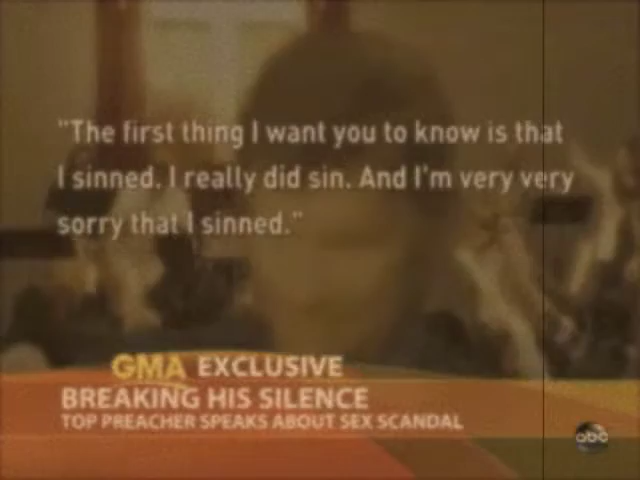 "The first thing I want you to know is that
I sinned. I really did sin. And I'm very very
sorry that I sinned."
GMA EXCLUSIVE
BREAKING HIS SILENCE
TOP PREACHER SPEAKS ABOUT SEX SCANDAL
abc